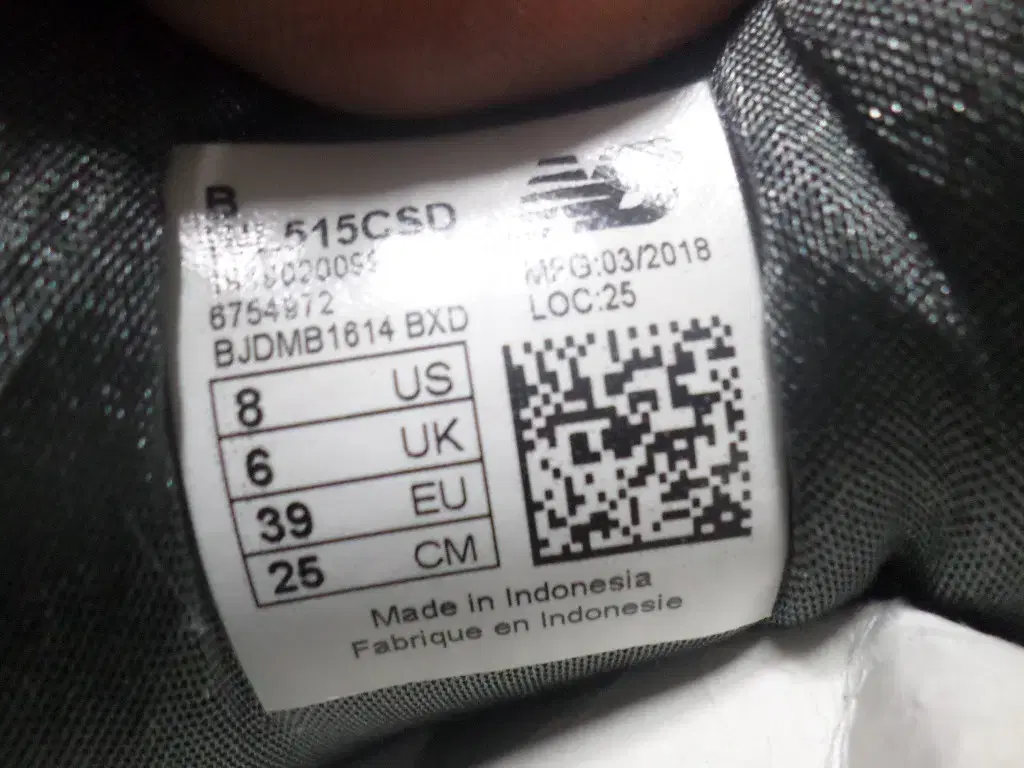 B
515CSD
6754972
BJDMB1614 BXD
8 US
6 UK
39 EU
25 CM
MFG:03/2018
LOC:25
Made in Indonesia
Fabrique en Indonesie